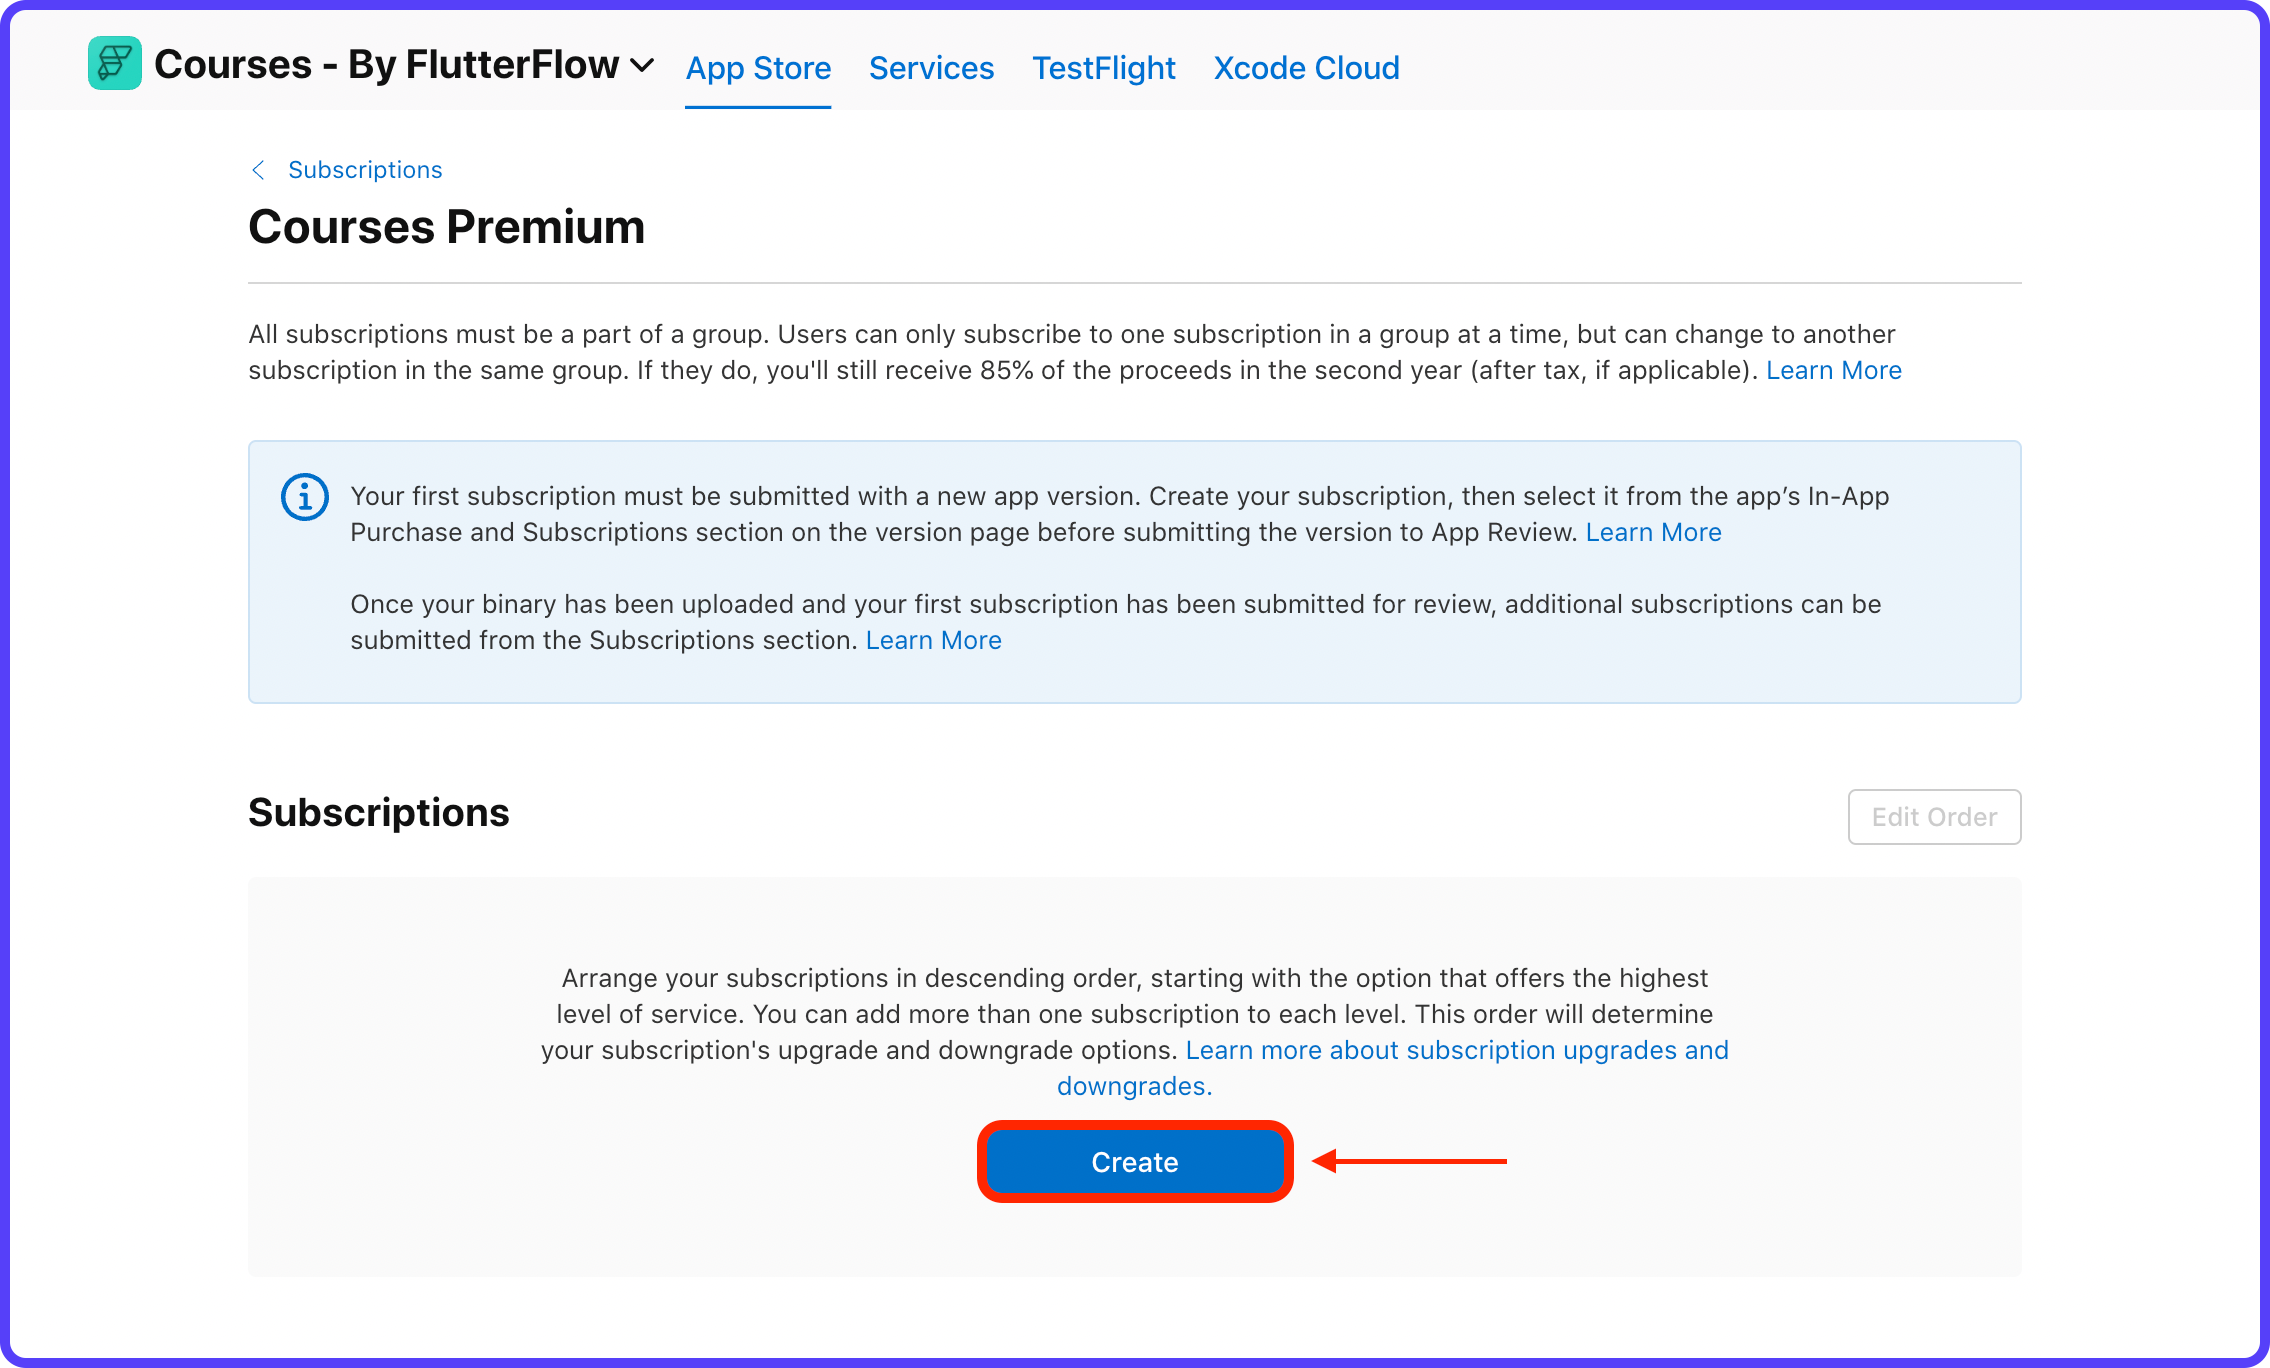 Courses - By FlutterFlow App Store Services TestFlight Xcode Cloud
Subscriptions
Courses Premium
All subscriptions must be a part of a group. Users can only subscribe to one subscription in a group at a time, but can change to another
subscription in the same group. If they do, you'll still receive 85% of the proceeds in the second year (after tax, if applicable). Learn More
Your first subscription must be submitted with a new app version. Create your subscription, then select it from the app’s In-App
Purchase and Subscriptions section on the version page before submitting the version to App Review. Learn More
Once your binary has been uploaded and your first subscription has been submitted for review, additional subscriptions can be
submitted from the Subscriptions section. Learn More
Subscriptions
Edit Order
Arrange your subscriptions in descending order, starting with the option that offers the highest
level of service. You can add more than one subscription to each level. This order will determine
your subscription's upgrade and downgrade options. Learn more about subscription upgrades and
downgrades.
Create